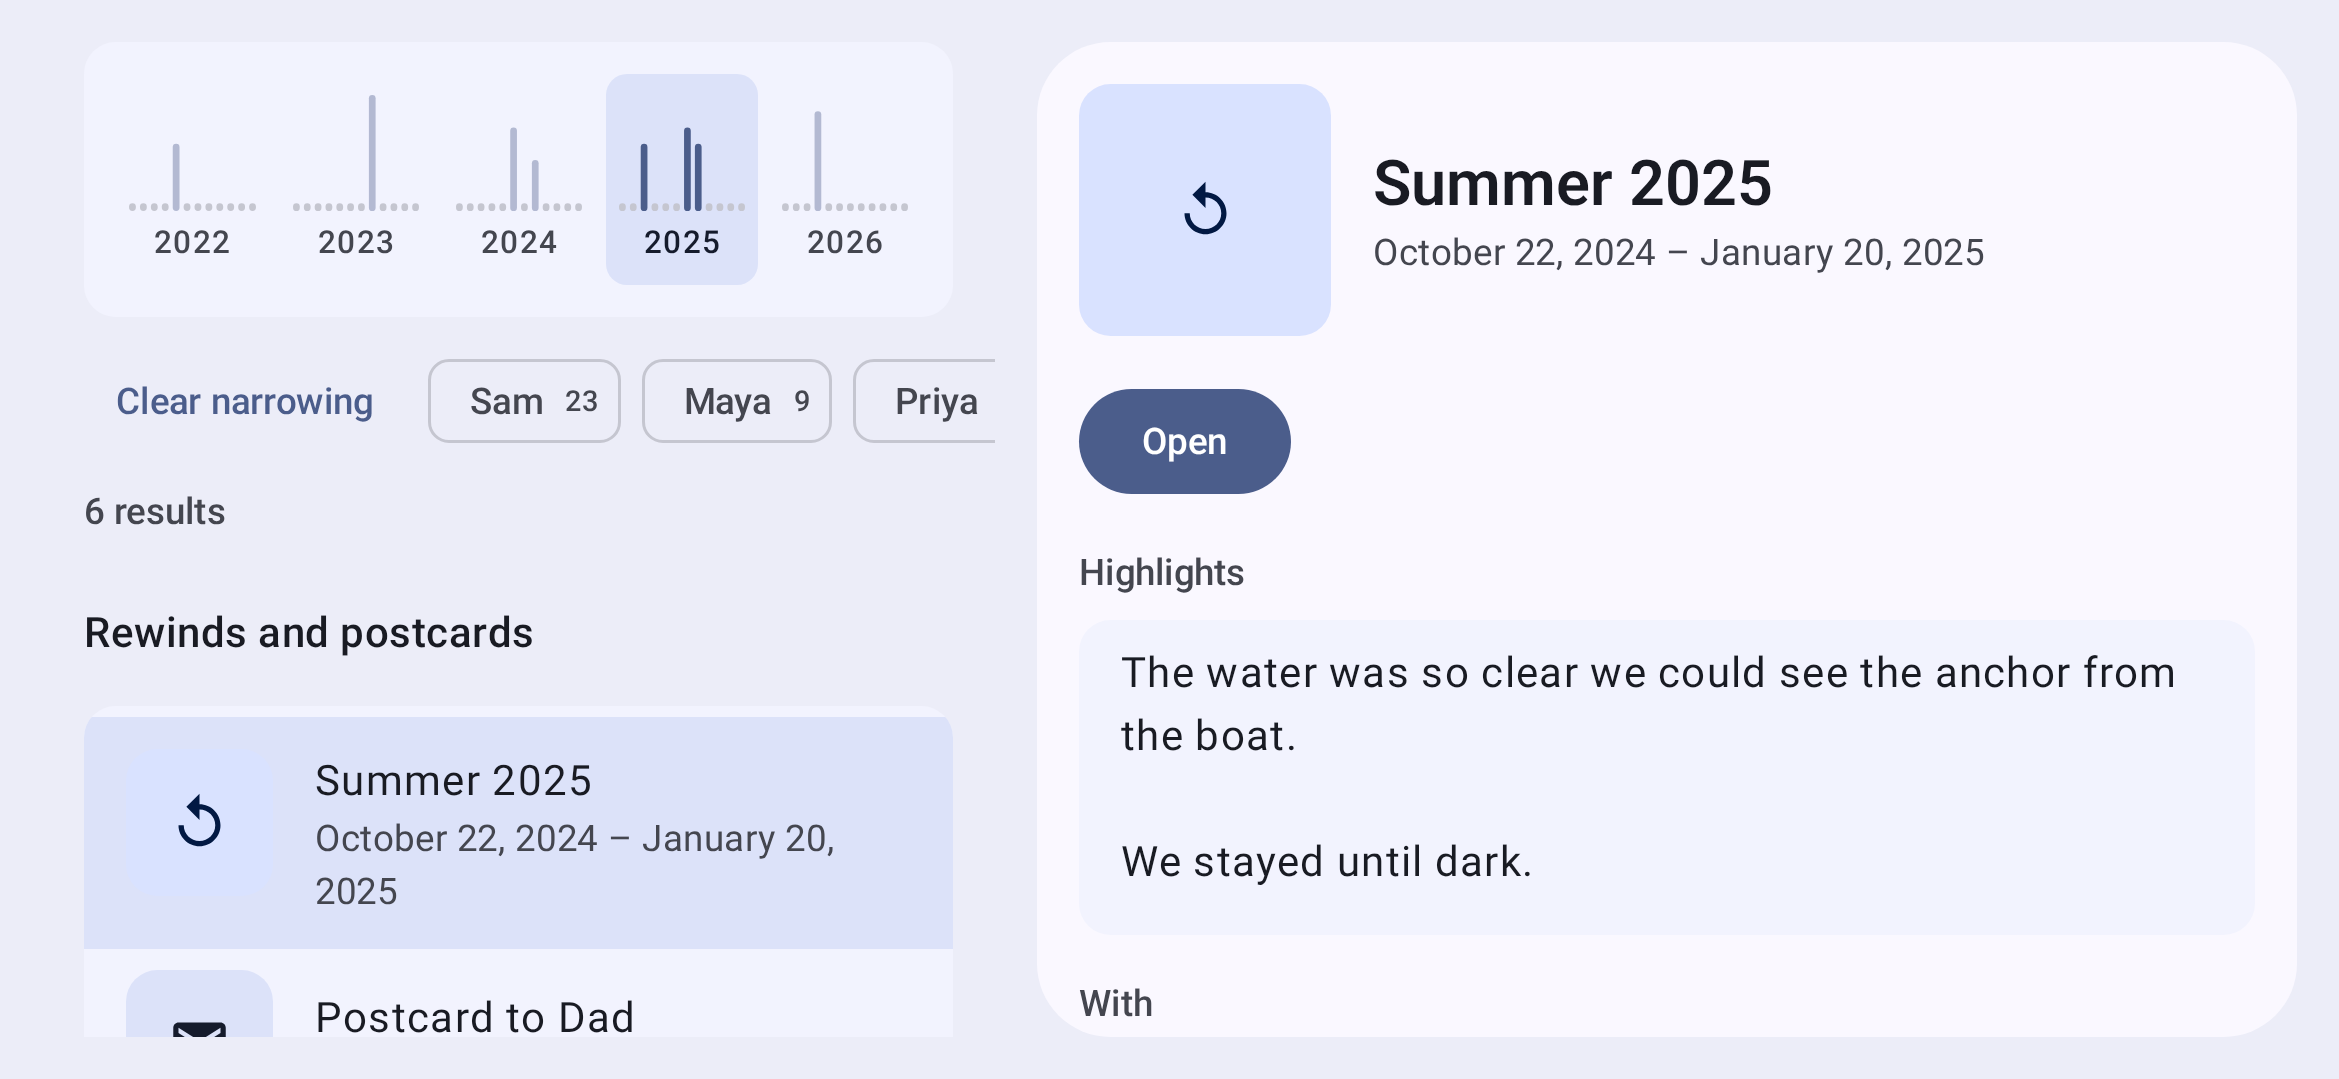 2022
2023
2024
2025
2026
Clear narrowing
Sam 23
Maya 9
Priya
6 results
Rewinds and postcards
Summer 2025
October 22, 2024 – January 20,
2025
Postcard to Dad
Summer 2025
October 22, 2024 – January 20, 2025
Open
Highlights
The water was so clear we could see the anchor from
the boat.
We stayed until dark.
With